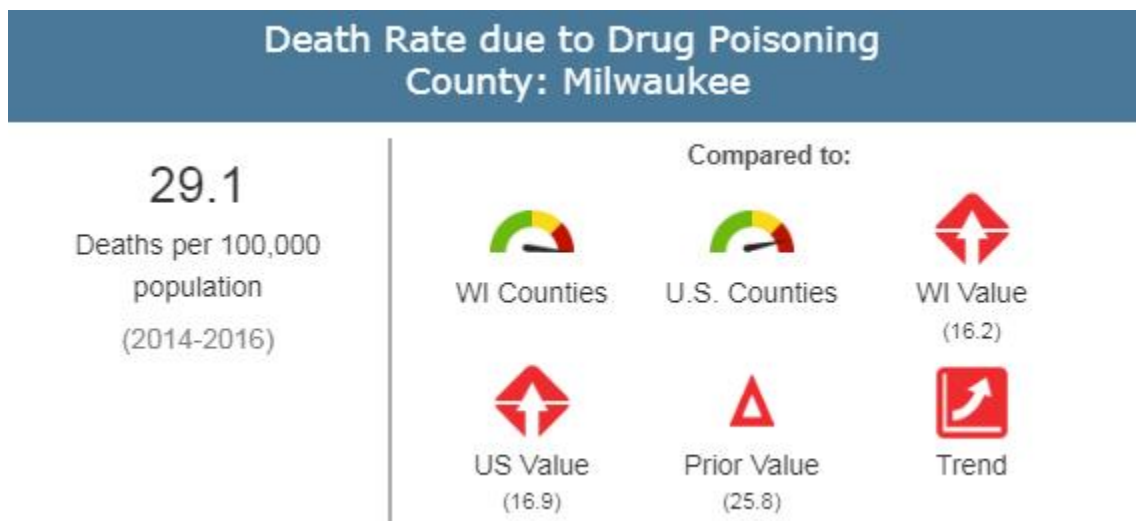 Death Rate due to Drug Poisoning
County: Milwaukee
29.1
Deaths per 100,000
population
(2014-2016)
Compared to:
WI Counties
U.S. Counties
WI Value
(16.2)
US Value
(16.9)
Prior Value
(25.8)
Trend